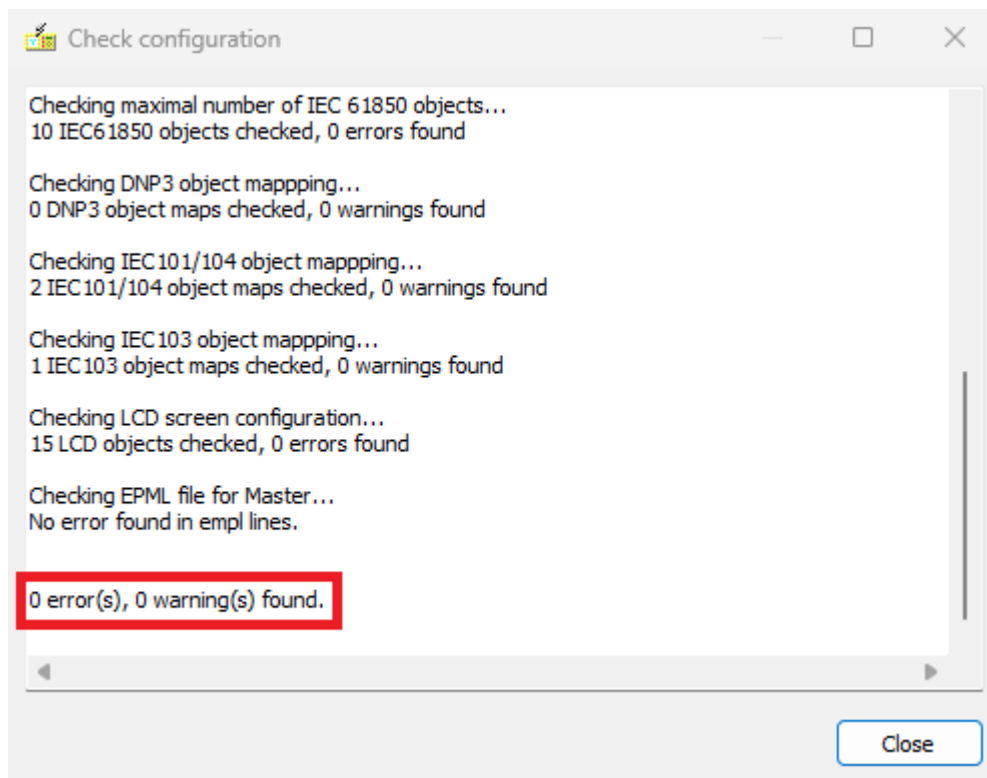 Check configuration
Checking maximal number of IEC 61850 objects...
10 IEC61850 objects checked, 0 errors found
Checking DNP3 object mappping...
0 DNP3 object maps checked, 0 warnings found
Checking IEC101/104 object mappping...
2 IEC101/104 object maps checked, 0 warnings found
Checking IEC103 object mappping...
1 IEC103 object maps checked, 0 warnings found
Checking LCD screen configuration...
15 LCD objects checked, 0 errors found
Checking EPML file for Master...
No error found in empl lines.
0 error(s), 0 warning(s) found.
Close